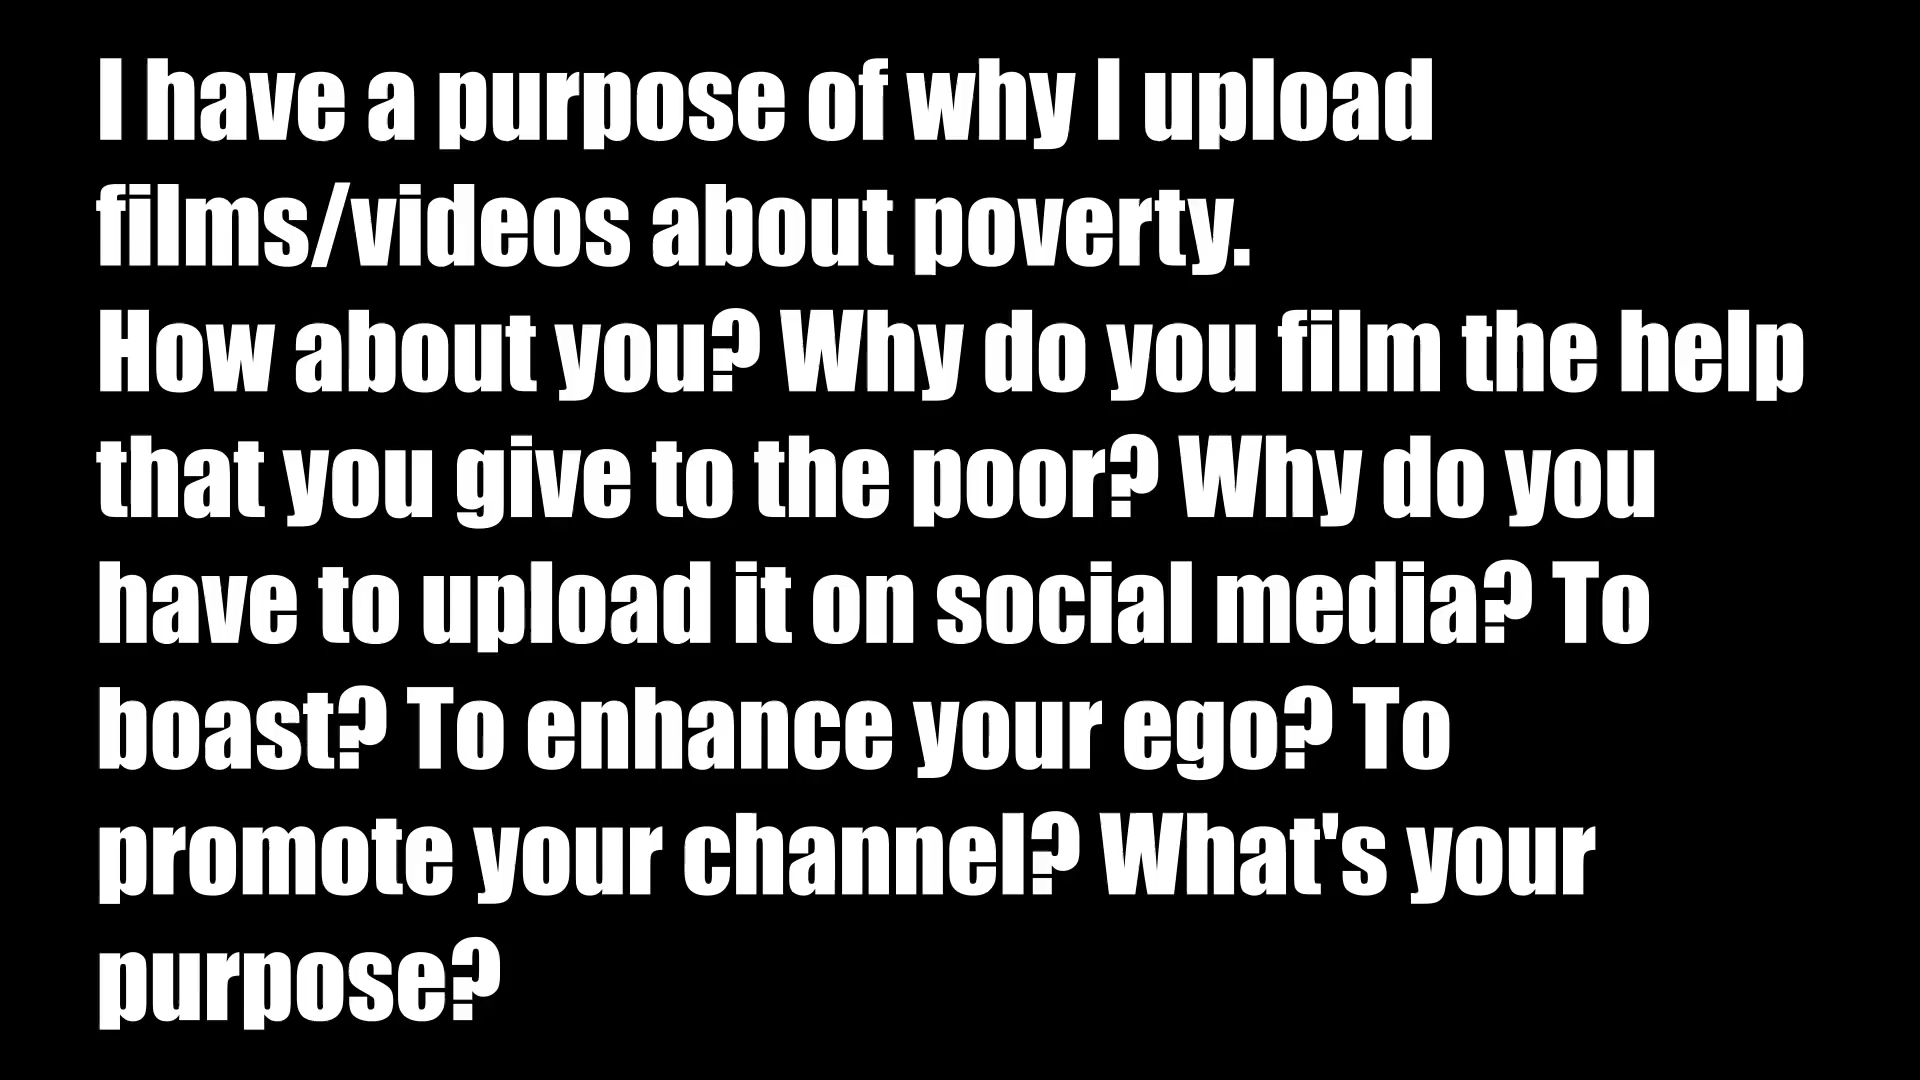 I have a purpose of why I upload
films/videos about poverty.
How about you? Why do you film the help
that you give to the poor? Why do you
have to upload it on social media? To
boast? To enhance your ego? To
promote your channel? What's your
purpose?